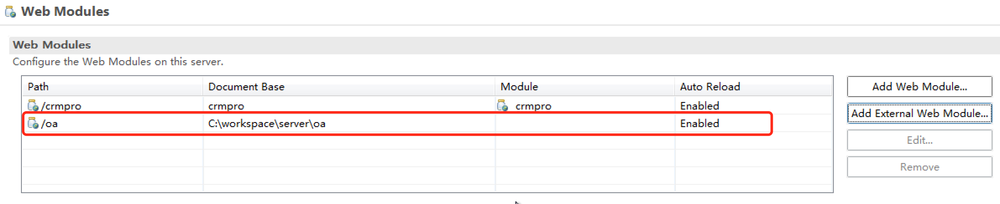 Web Modules
Web Modules
Configure the Web Modules on this server.
Path Document Base Module Auto Reload
/crmpro crmpro crmpro Enabled
/oa C:\workspace\server\oa Enabled
Add Web Module...
Add External Web Module...
Edit...
Remove